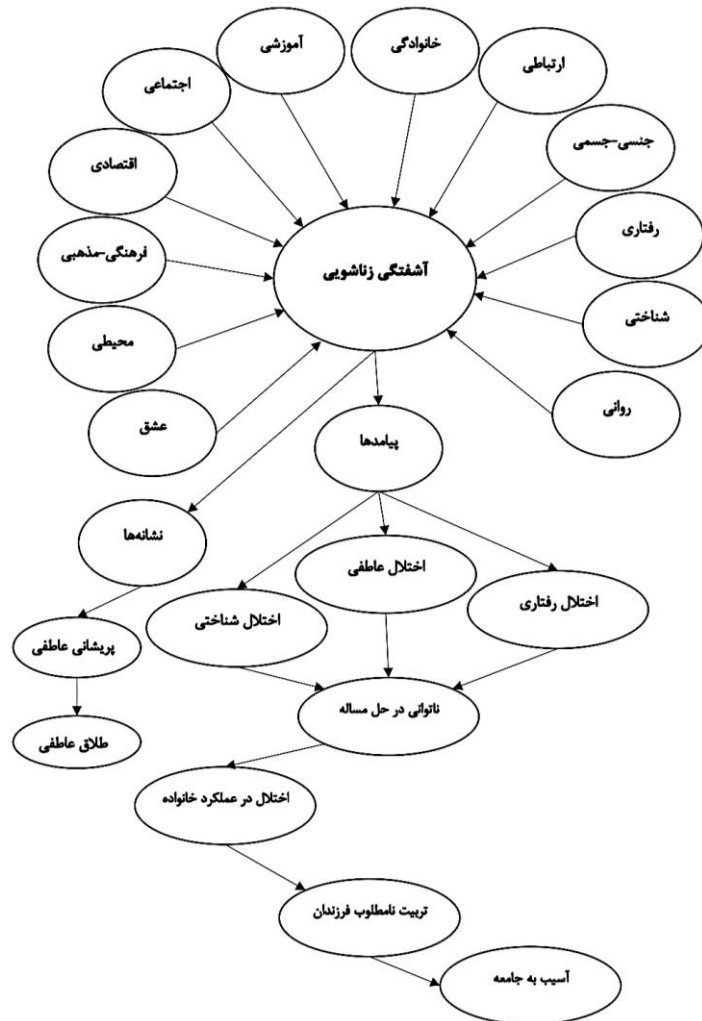 خانوادگی
آموزشی
ارتباطی
اجتماعی
جنسی-جسمی
اقتصادی
رفتاری
فرهنگی-مذهبی
آشفتگی زناشویی
شناختی
محیطی
روانی
عشق
پیامدها
نشانه‌ها
اختلال عاطفی
اختلال رفتاری
اختلال شناختی
پریشانی عاطفی
ناتوانی در حل مساله
طلاق عاطفی
اختلال در عملکرد خانواده
تربیت نامطلوب فرزندان
آسیب به جامعه